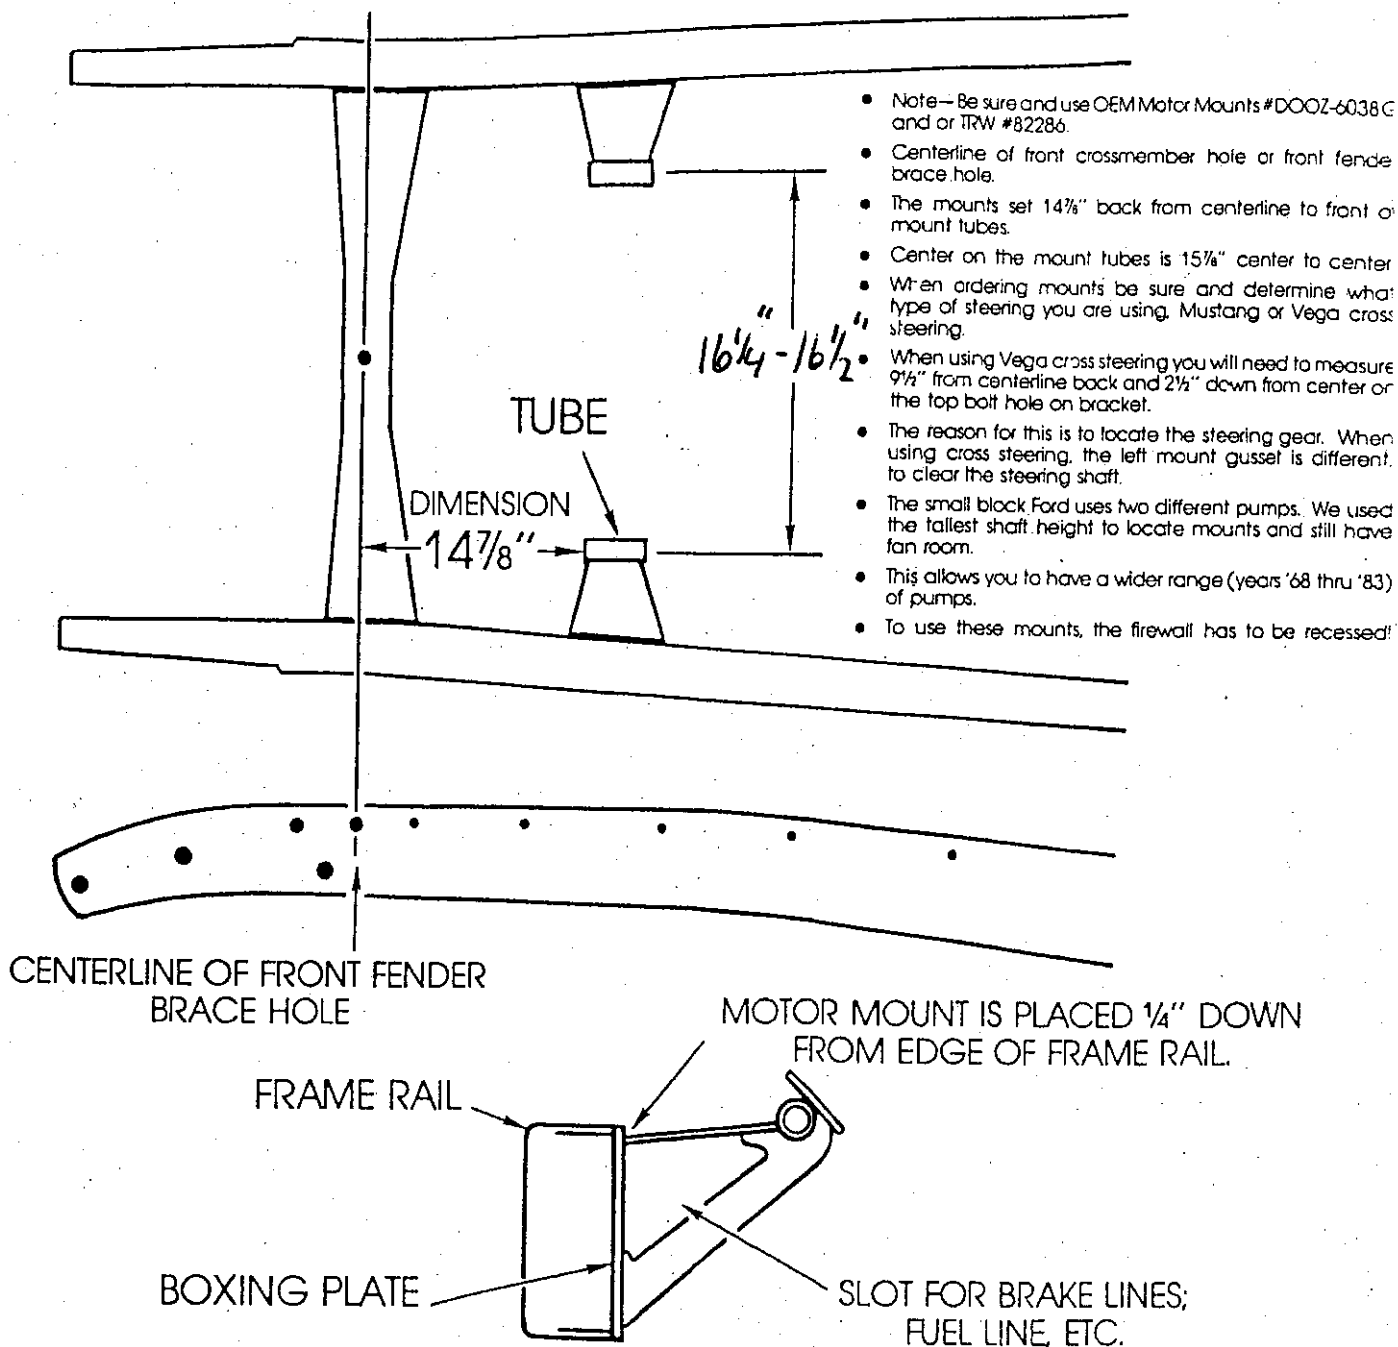 • Note-- Be sure and use OEM Motor Mounts #DOOZ-6038
and or TRW #82286.
• Centerline of front crossmember hole or front fende
brace hole.
• The mounts set 14⅞" back from centerline to front o
mount tubes.
• Center on the mount tubes is 15⅞" center to center
• When ordering mounts be sure and determine what
type of steering you are using, Mustang or Vega cross
steering.
• When using Vega cross steering you will need to measure
9½" from centerline back and 2½" down from center on
the top bolt hole on bracket.
• The reason for this is to locate the steering gear. When
using cross steering, the left mount gusset is different,
to clear the steering shaft.
• The small block Ford uses two different pumps. We used
the tallest shaft height to locate mounts and still have
fan room.
• This allows you to have a wider range (years '68 thru '83)
of pumps.
• To use these mounts, the firewall has to be recessed!
16¼" - 16½"
TUBE
DIMENSION
14⅞"
CENTERLINE OF FRONT FENDER
BRACE HOLE
MOTOR MOUNT IS PLACED ¼" DOWN
FROM EDGE OF FRAME RAIL.
FRAME RAIL
BOXING PLATE
SLOT FOR BRAKE LINES;
FUEL LINE, ETC.